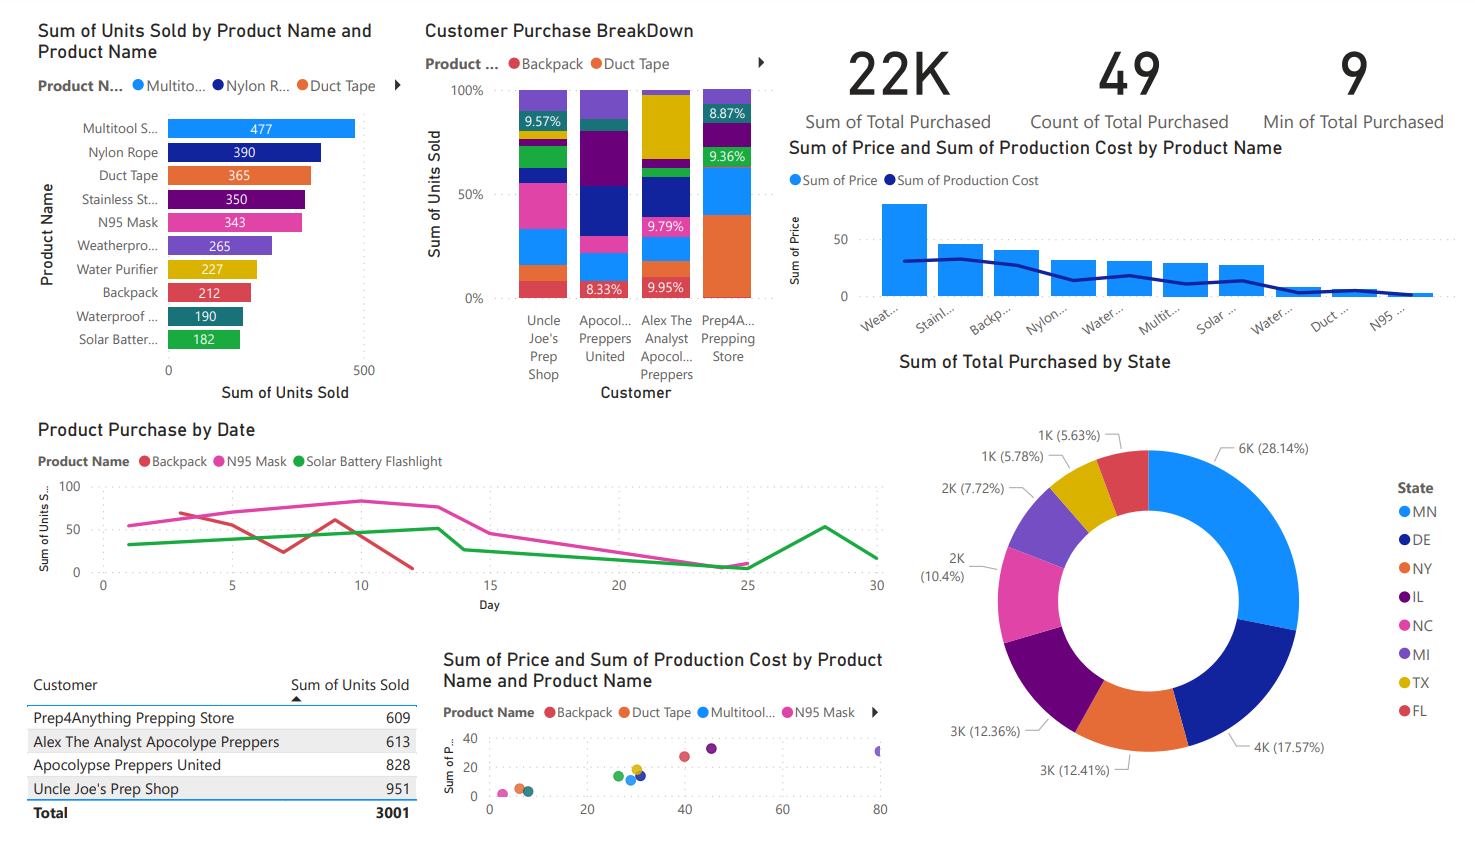 Sum of Units Sold by Product Name and
Product Name
Product N... Multito... Nylon R... Duct Tape
Product Name
Multitool S... 477
Nylon Rope 390
Duct Tape 365
Stainless St... 350
N95 Mask 343
Weatherpro... 265
Water Purifier 227
Backpack 212
Waterproof ... 190
Solar Batter... 182
0 500
Sum of Units Sold
Customer Purchase BreakDown
Product ... Backpack Duct Tape
Sum of Units Sold
100%
50%
0%
9.57%
8.33%
9.79%
9.95%
8.87%
9.36%
Uncle
Joe's
Prep
Shop
Apocol...
Preppers
United
Alex The
Analyst
Apocol...
Preppers
Prep4A...
Prepping
Store
Customer
22K
Sum of Total Purchased
49
Count of Total Purchased
9
Min of Total Purchased
Sum of Price and Sum of Production Cost by Product Name
Sum of Price Sum of Production Cost
Sum of Price
50
0
Weat... Stainl... Backp... Nylon... Water... Multit... Solar ... Water... Duct ... N95 ...
Product Purchase by Date
Product Name Backpack N95 Mask Solar Battery Flashlight
Sum of Units S...
100
50
0
0 5 10 15 20 25 30
Day
Customer Sum of Units Sold
Prep4Anything Prepping Store 609
Alex The Analyst Apocolype Preppers 613
Apocolypse Preppers United 828
Uncle Joe's Prep Shop 951
Total 3001
Sum of Price and Sum of Production Cost by Product
Name and Product Name
Product Name Backpack Duct Tape Multitool... N95 Mask
Sum of P...
40
20
0
0 20 40 60 80
Sum of Total Purchased by State
6K (28.14%)
4K (17.57%)
3K (12.41%)
3K (12.36%)
2K
(10.4%)
2K (7.72%)
1K (5.78%)
1K (5.63%)
State
MN
DE
NY
IL
NC
MI
TX
FL